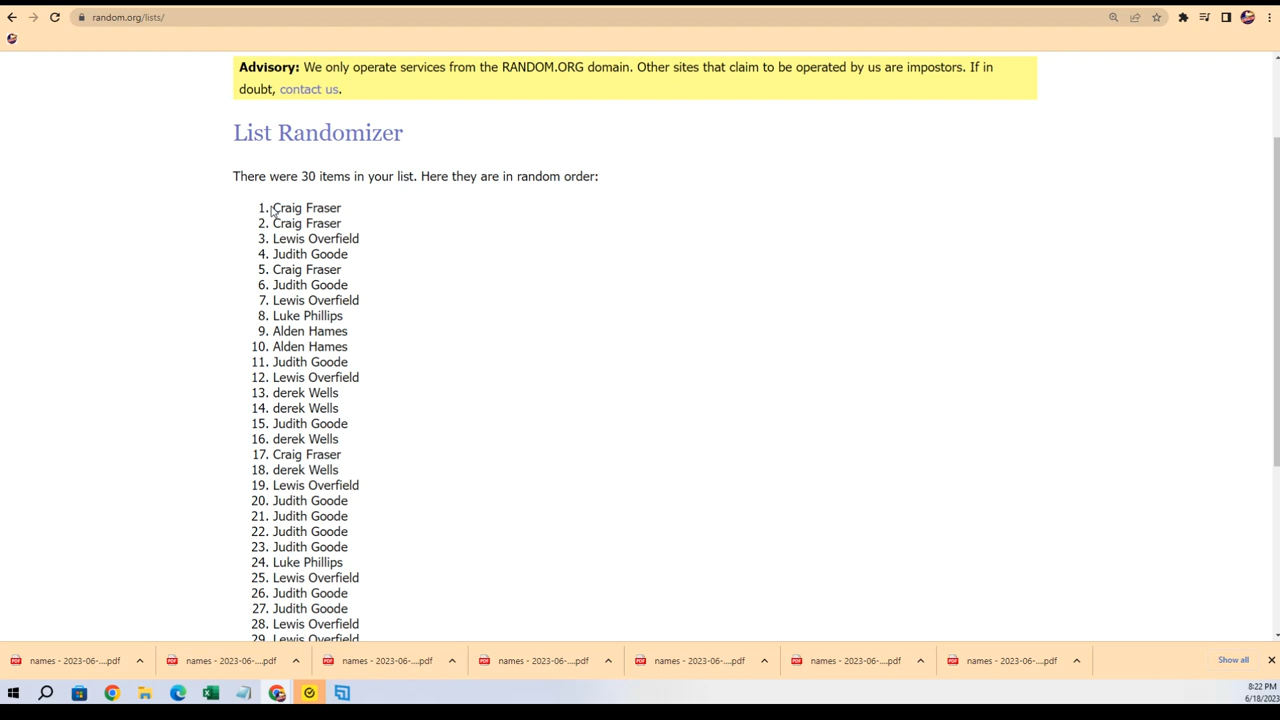 random.org/lists/
Advisory: We only operate services from the RANDOM.ORG domain. Other sites that claim to be operated by us are impostors. If in
doubt, contact us.
List Randomizer
There were 30 items in your list. Here they are in random order:
1. Craig Fraser
2. Craig Fraser
3. Lewis Overfield
4. Judith Goode
5. Craig Fraser
6. Judith Goode
7. Lewis Overfield
8. Luke Phillips
9. Alden Hames
10. Alden Hames
11. Judith Goode
12. Lewis Overfield
13. derek Wells
14. derek Wells
15. Judith Goode
16. derek Wells
17. Craig Fraser
18. derek Wells
19. Lewis Overfield
20. Judith Goode
21. Judith Goode
22. Judith Goode
23. Judith Goode
24. Luke Phillips
25. Lewis Overfield
26. Judith Goode
27. Judith Goode
28. Lewis Overfield
29. Lewis Overfield
names - 2023-06-....pdf names - 2023-06-....pdf names - 2023-06-....pdf names - 2023-06-....pdf names - 2023-06-....pdf names - 2023-06-....pdf names - 2023-06-....pdf Show all
8:22 PM
6/18/2023